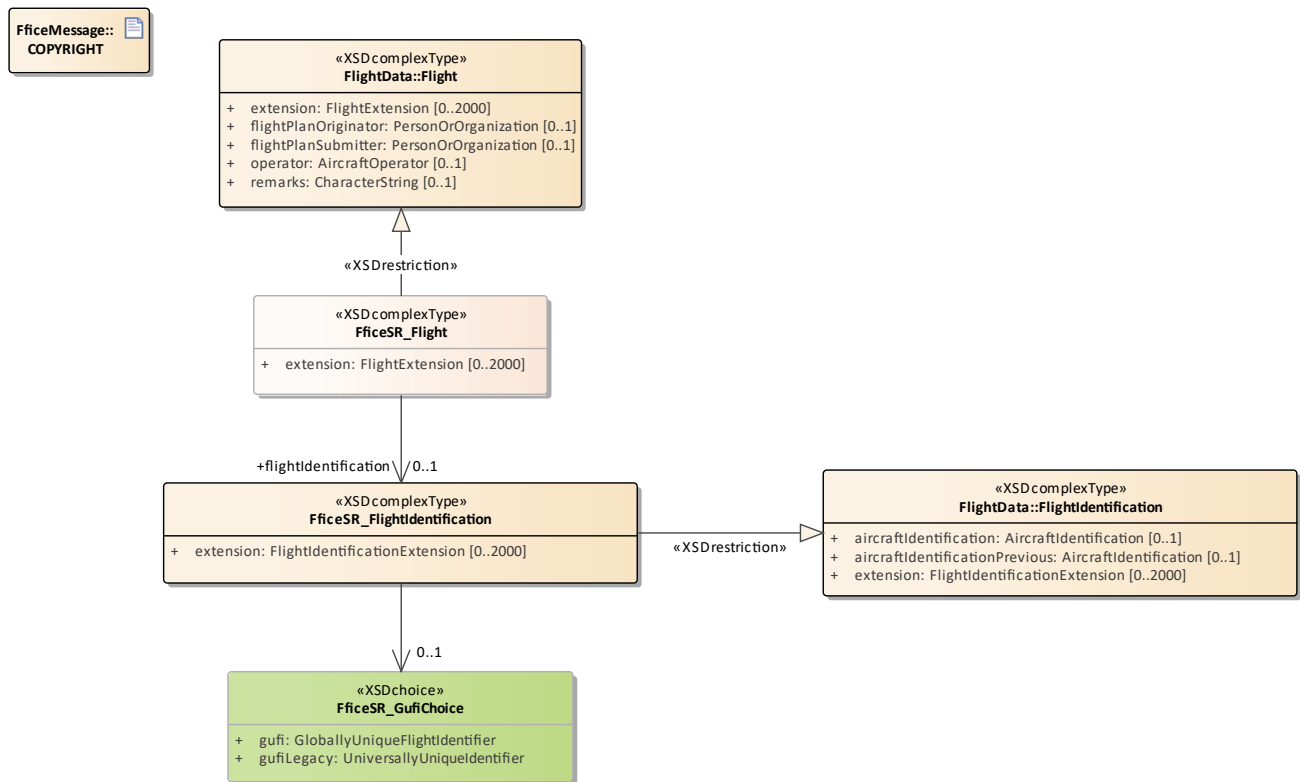 FficeMessage::
COPYRIGHT
«XSDcomplexType»
FlightData::Flight
+ extension: FlightExtension [0..2000]
+ flightPlanOriginator: PersonOrOrganization [0..1]
+ flightPlanSubmitter: PersonOrOrganization [0..1]
+ operator: AircraftOperator [0..1]
+ remarks: CharacterString [0..1]
«XSDrestriction»
«XSDcomplexType»
FficeSR_Flight
+ extension: FlightExtension [0..2000]
+flightIdentification 0..1
«XSDcomplexType»
FficeSR_FlightIdentification
+ extension: FlightIdentificationExtension [0..2000]
«XSDrestriction»
«XSDcomplexType»
FlightData::FlightIdentification
+ aircraftIdentification: AircraftIdentification [0..1]
+ aircraftIdentificationPrevious: AircraftIdentification [0..1]
+ extension: FlightIdentificationExtension [0..2000]
0..1
«XSDchoice»
FficeSR_GufiChoice
+ gufi: GloballyUniqueFlightIdentifier
+ gufiLegacy: UniversallyUniqueIdentifier